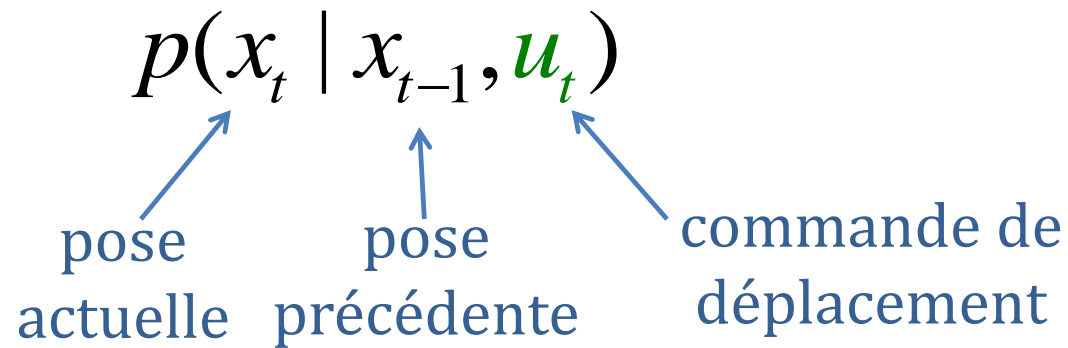 p(x_t | x_{t-1}, u_t)
pose actuelle
pose précédente
commande de déplacement